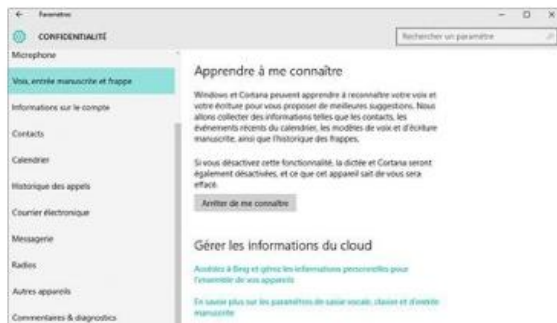 Paramètres
CONFIDENTIALITÉ
Rechercher un paramètre
Microphone
Voix, entrée manuscrite et frappe
Informations sur le compte
Contacts
Calendrier
Historique des appels
Courrier électronique
Messagerie
Radios
Autres appareils
Commentaires & diagnostics
Apprendre à me connaître
Windows et Cortana peuvent apprendre à reconnaître votre voix et
votre écriture pour vous proposer de meilleures suggestions. Nous
allons collecter des informations telles que les contacts, les
événements récents du calendrier, les modèles de voix et d'écriture
manuscrite, ainsi que l'historique des frappes.
Si vous désactivez cette fonctionnalité, la dictée et Cortana seront
également désactivées, et ce que cet appareil sait de vous sera
effacé.
Arrêter de me connaître
Gérer les informations du cloud
Accédez à Bing et gérez les informations personnelles pour
l'ensemble de vos appareils
En savoir plus sur les paramètres de saisie vocale, clavier et d'entrée
manuscrite